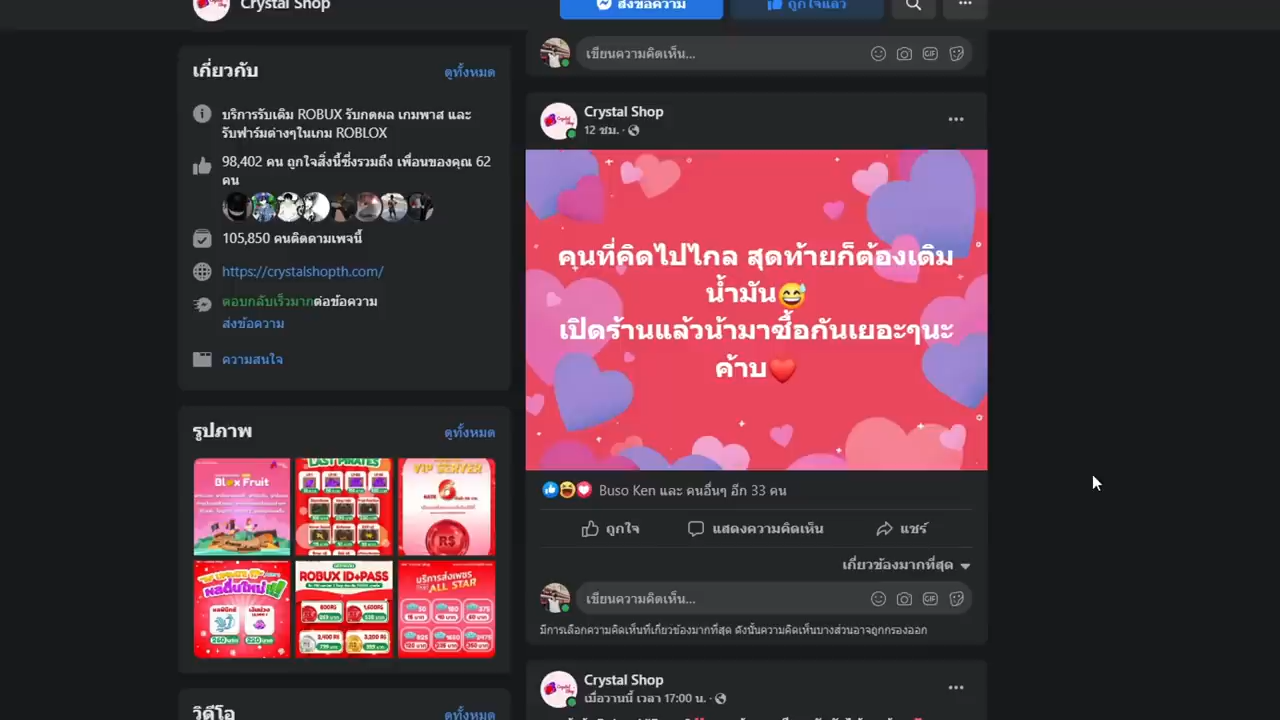 Crystal Shop
ส่งข้อความ
ถูกใจแล้ว
เกี่ยวกับ
ดูทั้งหมด
บริการรับเติม ROBUX รับกดผล เกมพาส และ
รับฟาร์มต่างๆในเกม ROBLOX
98,402 คน ถูกใจสิ่งนี้ซึ่งรวมถึง เพื่อนของคุณ 62
คน
105,850 คนติดตามเพจนี้
https://crystalshopth.com/
ตอบกลับเร็วมากต่อข้อความ
ส่งข้อความ
ความสนใจ
รูปภาพ
ดูทั้งหมด
Blox Fruit
LAST PIRATES
VIP SERVER
R$
ROBUX ID+PASS
บริการส่งเพชร
ALL STAR
วิดีโอ
ดูทั้งหมด
เขียนความคิดเห็น...
GIF
Crystal Shop
12 ชม.
คนที่คิดไปไกล สุดท้ายก็ต้องเติม
น้ำมัน😅
เปิดร้านแล้วน้ามาซื้อกันเยอะๆนะ
ค้าบ❤️
Buso Ken และ คนอื่นๆ อีก 33 คน
ถูกใจ
แสดงความคิดเห็น
แชร์
เกี่ยวข้องมากที่สุด
เขียนความคิดเห็น...
GIF
มีการเลือกความคิดเห็นที่เกี่ยวข้องมากที่สุด ดังนั้นความคิดเห็นบางส่วนอาจถูกกรองออก
Crystal Shop
เมื่อวานนี้ เวลา 17:00 น.